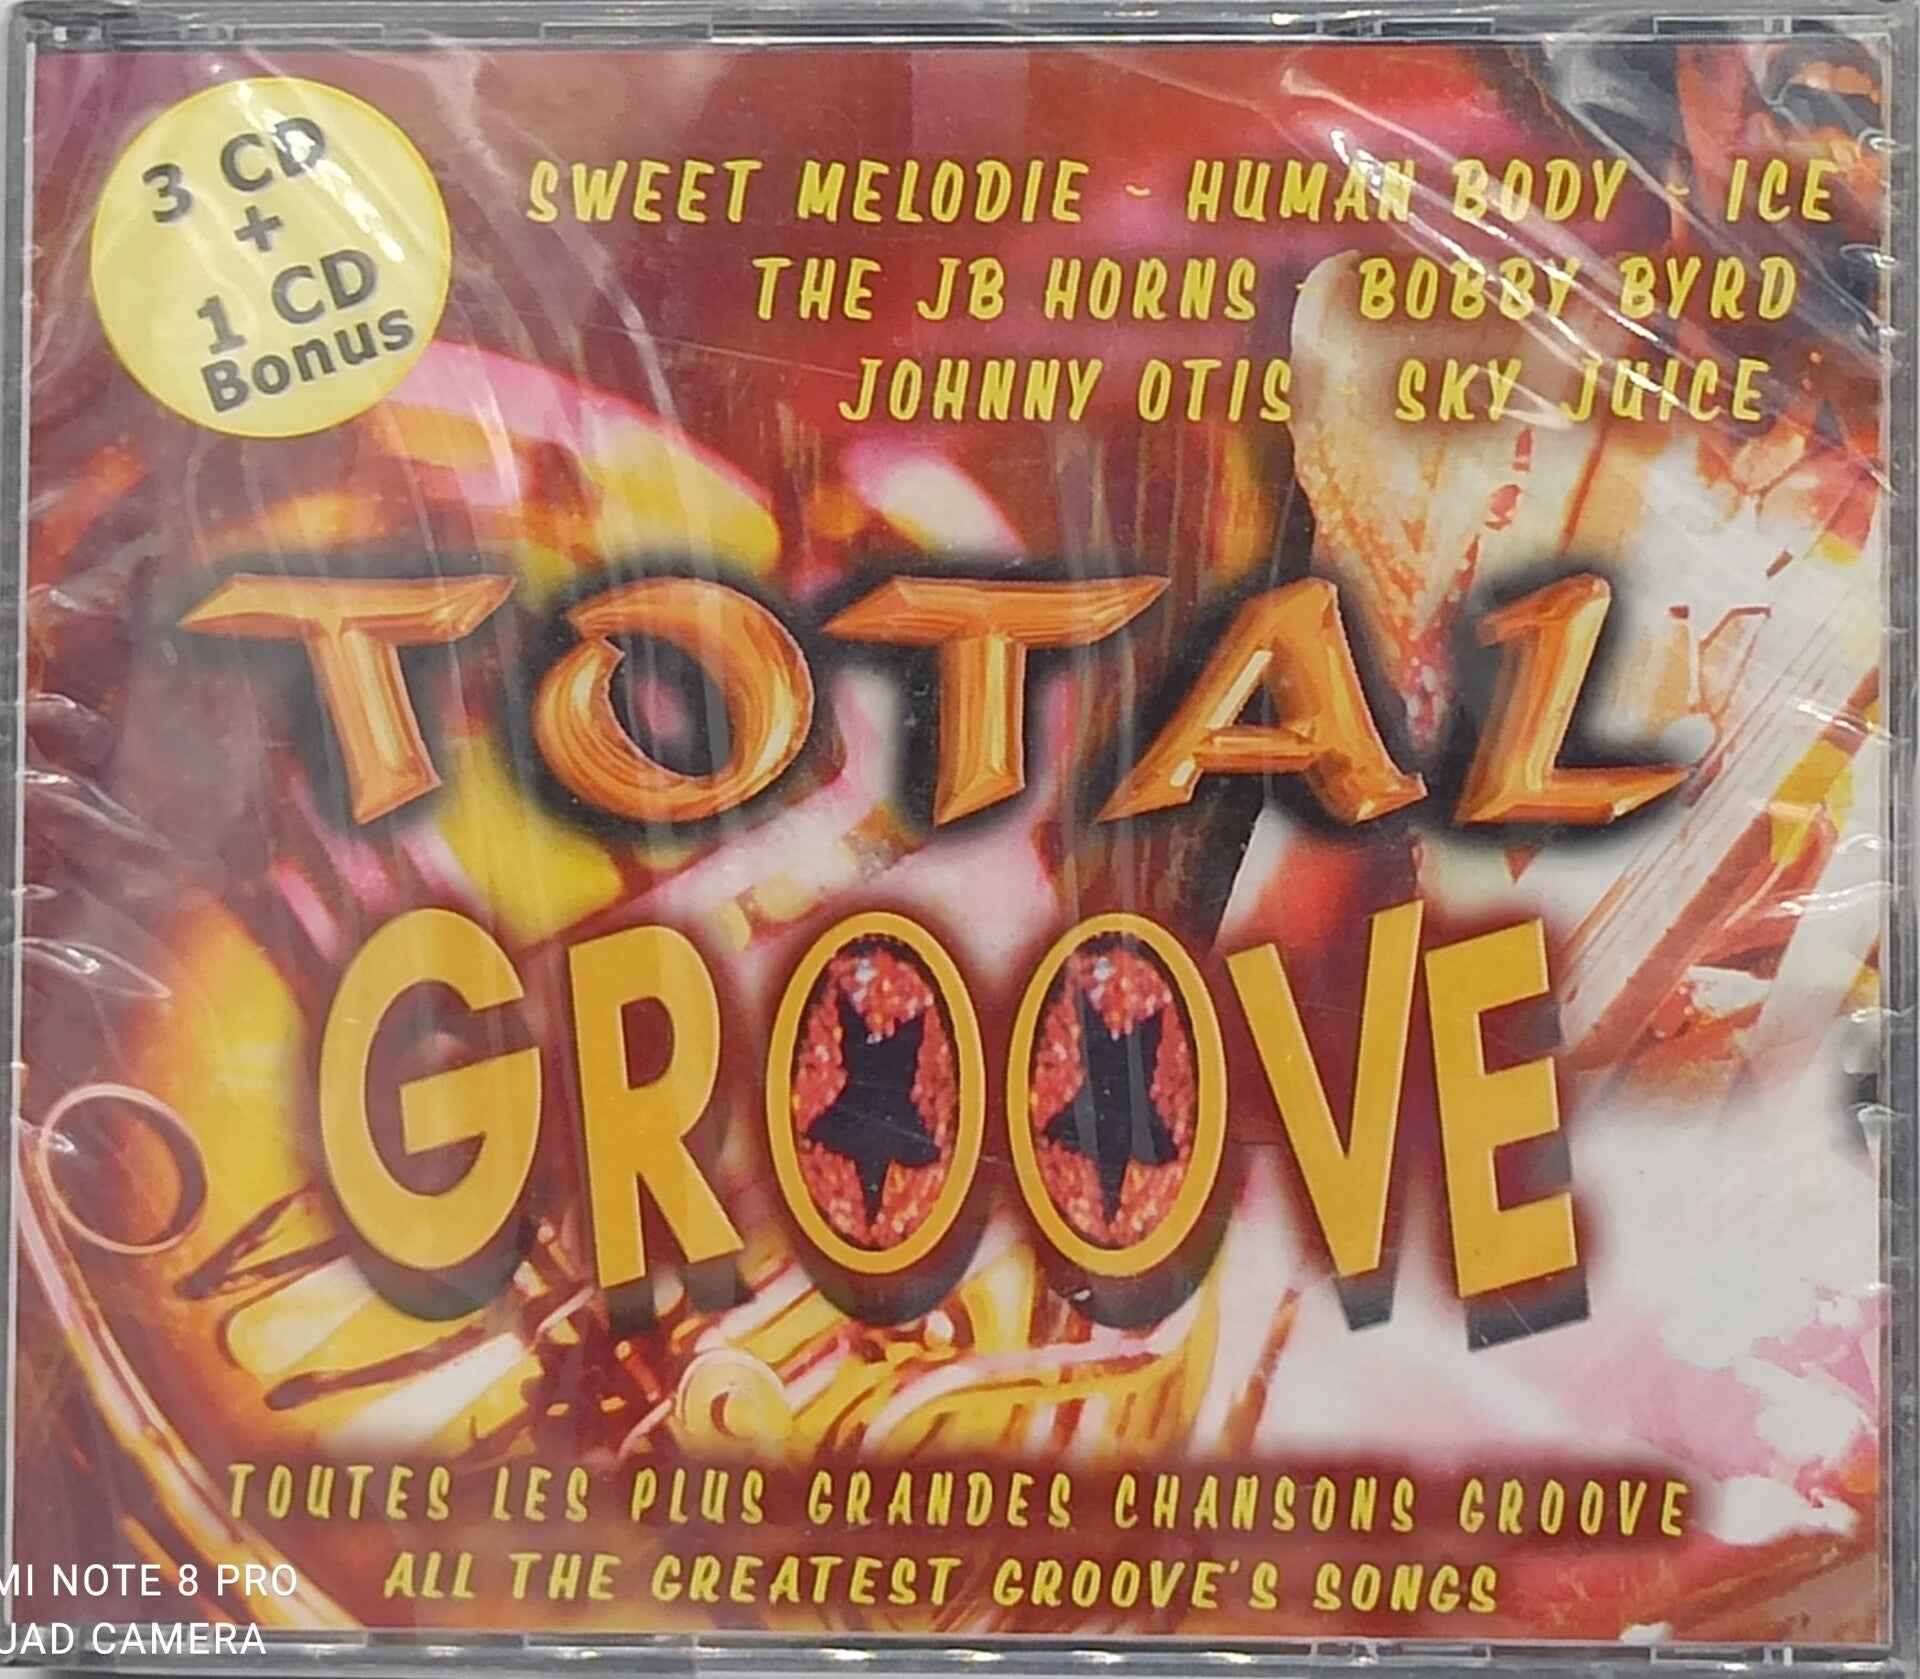 3 CD
+
1 CD
Bonus
SWEET MELODIE ~ HUMAN BODY ~ ICE
THE JB HORNS ~ BOBBY BYRD
JOHNNY OTIS ~ SKY JUICE
TOTAL
GROOVE
TOUTES LES PLUS GRANDES CHANSONS GROOVE
ALL THE GREATEST GROOVE'S SONGS
MI NOTE 8 PRO
UAD CAMERA